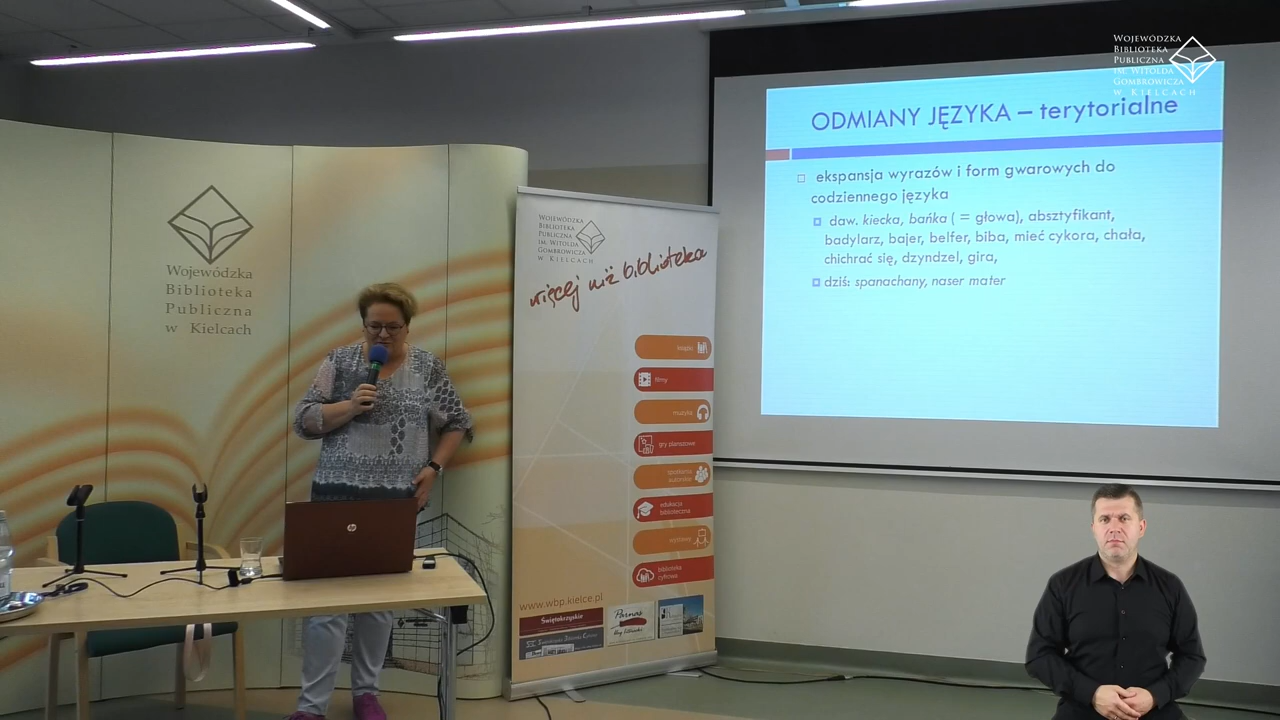 WOJEWÓDZKA
BIBLIOTEKA
PUBLICZNA
IM. WITOLDA
GOMBROWICZA
W KIELCACH
ODMIANY JĘZYKA – terytorialne
ekspansja wyrazów i form gwarowych do
codziennego języka
daw. kiecka, bańka ( = głowa), absztyfikant,
badylarz, bajer, belfer, biba, mieć cykora, chała,
chichrać się, dzyndzel, gira,
dziś: spanachany, naser mater
Wojewódzka
Biblioteka
Publiczna
w Kielcach
WOJEWÓDZKA
BIBLIOTEKA
PUBLICZNA
IM. WITOLDA
GOMBROWICZA
W KIELCACH
więcej niż biblioteka
książki
filmy
muzyka
gry planszowe
spotkania
autorskie
edukacja
biblioteczna
wystawy
biblioteka
cyfrowa
www.wbp.kielce.pl
Świętokrzyskie
Parnas
hp